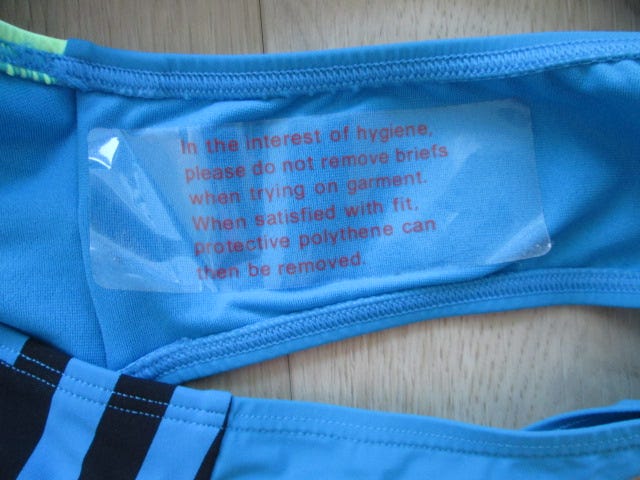 In the interest of hygiene,
please do not remove briefs
when trying on garment.
When satisfied with fit,
protective polythene can
then be removed.